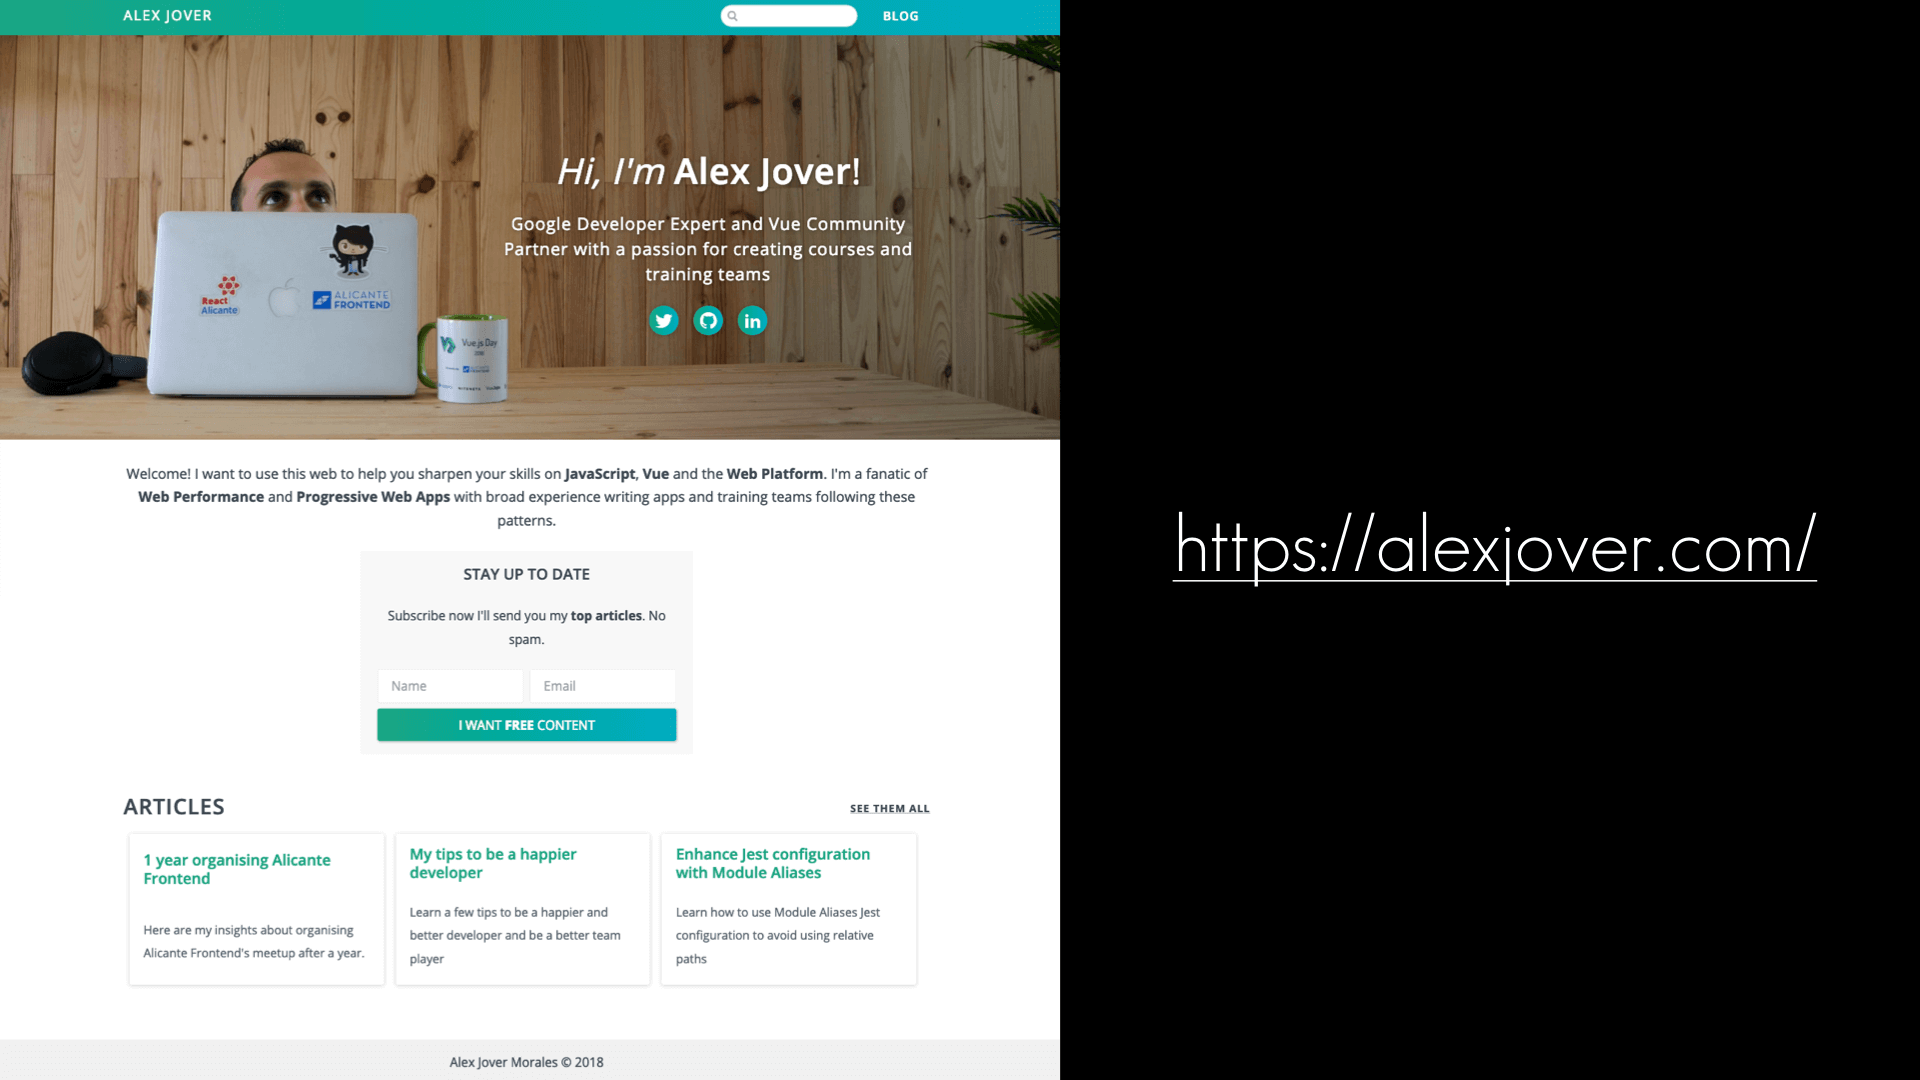 ALEX JOVER
BLOG
Hi, I'm Alex Jover!
Google Developer Expert and Vue Community
Partner with a passion for creating courses and
training teams
React
Alicante
ALICANTE
FRONTEND
Vue.js Day
Welcome! I want to use this web to help you sharpen your skills on JavaScript, Vue and the Web Platform. I'm a fanatic of
Web Performance and Progressive Web Apps with broad experience writing apps and training teams following these
patterns.
STAY UP TO DATE
Subscribe now I'll send you my top articles. No
spam.
Name
Email
I WANT FREE CONTENT
ARTICLES
SEE THEM ALL
1 year organising Alicante
Frontend
Here are my insights about organising
Alicante Frontend's meetup after a year.
My tips to be a happier
developer
Learn a few tips to be a happier and
better developer and be a better team
player
Enhance Jest configuration
with Module Aliases
Learn how to use Module Aliases Jest
configuration to avoid using relative
paths
Alex Jover Morales © 2018
https://alexjover.com/